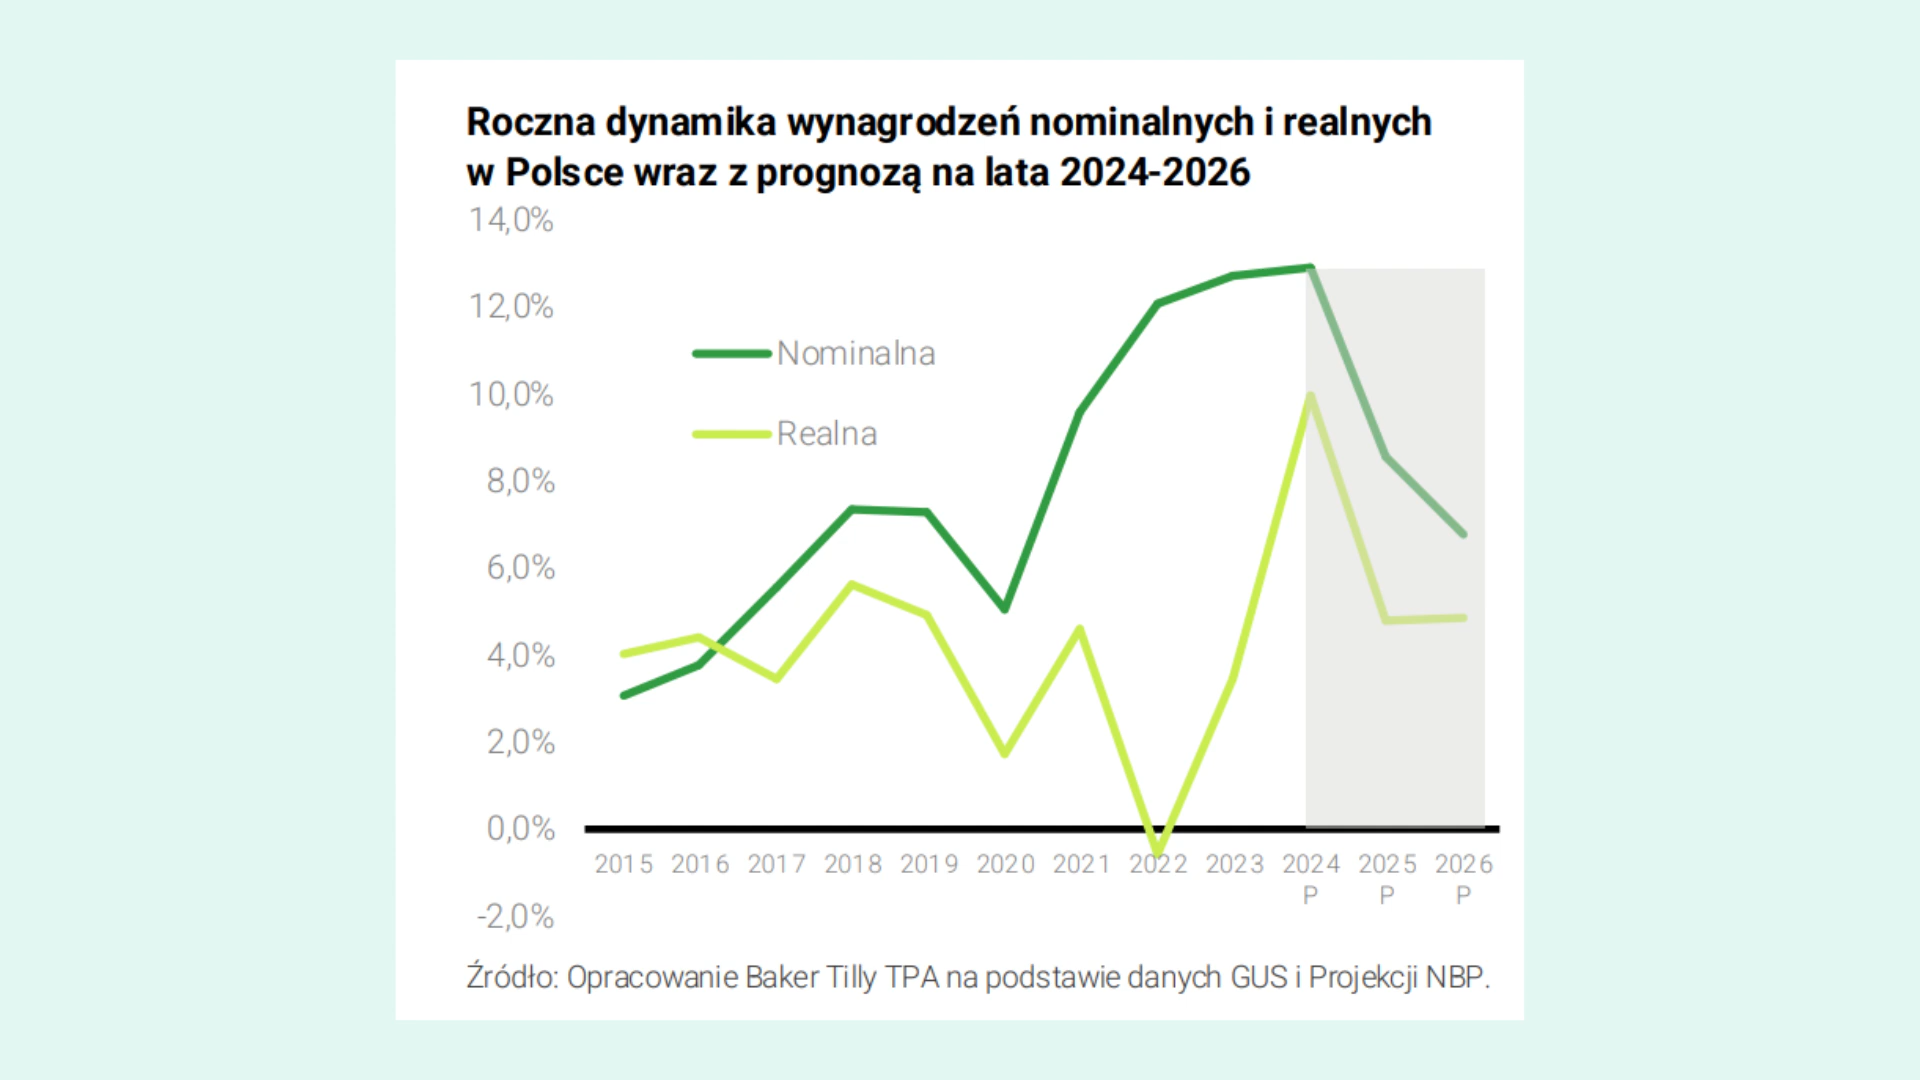 Roczna dynamika wynagrodzeń nominalnych i realnych
w Polsce wraz z prognozą na lata 2024-2026
14,0%
12,0%
Nominalna
10,0%
Realna
8,0%
6,0%
4,0%
2,0%
0,0%
2015 2016 2017 2018 2019 2020 2021 2022 2023 2024 2025 2026
P P P
-2,0%
Źródło: Opracowanie Baker Tilly TPA na podstawie danych GUS i Projekcji NBP.